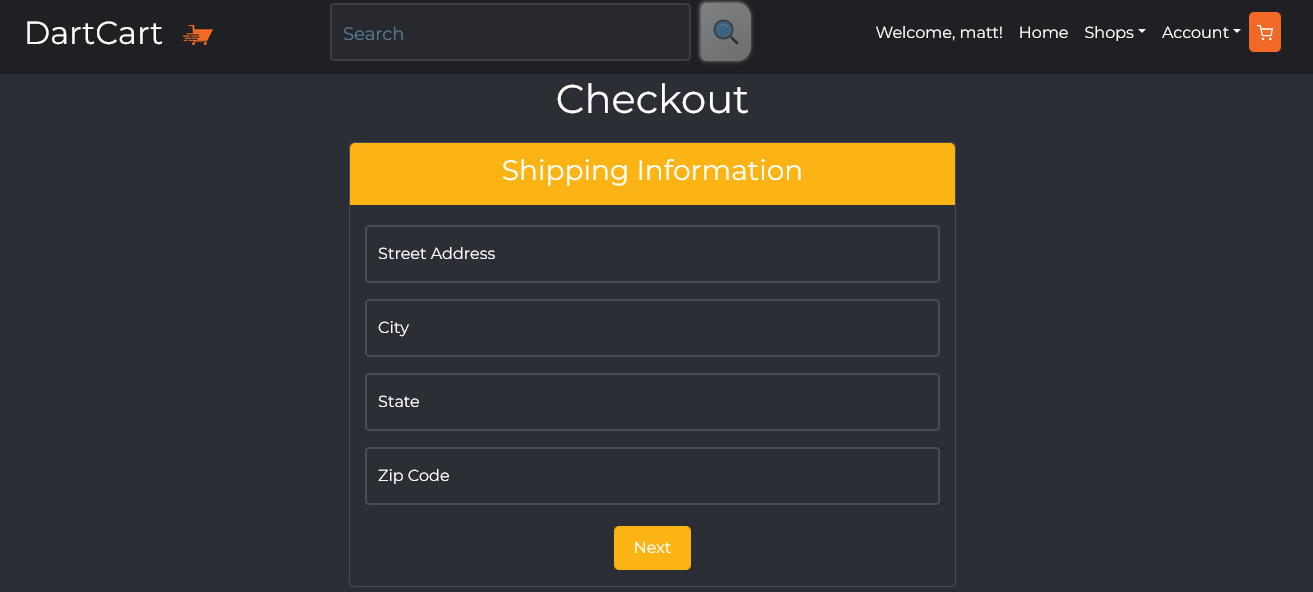 DartCart
Search
Welcome, matt! Home Shops Account
Checkout
Shipping Information
Street Address
City
State
Zip Code
Next